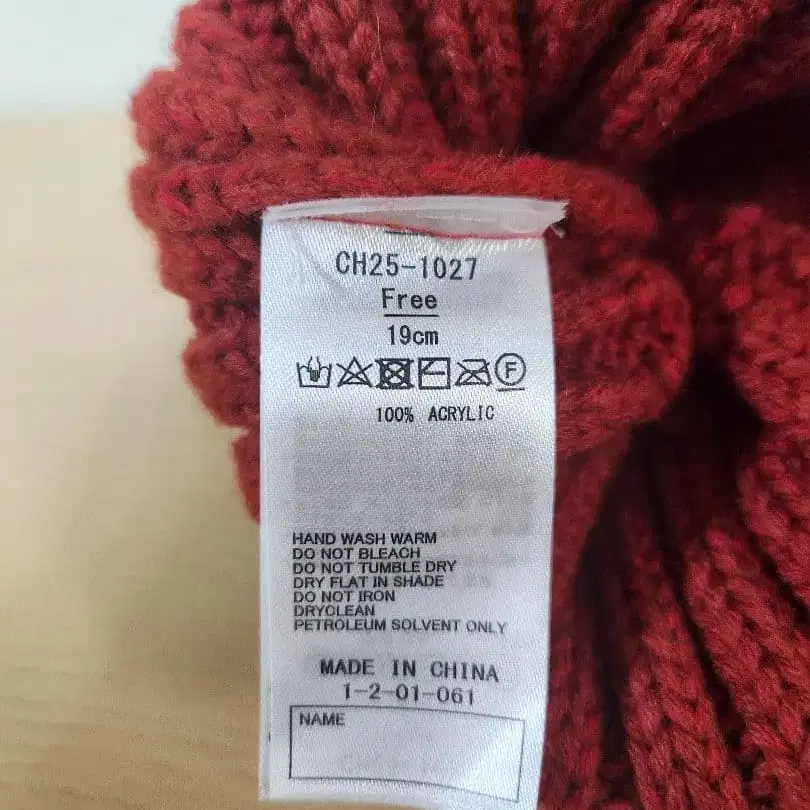 CH25-1027
Free
19cm
F
100% ACRYLIC
HAND WASH WARM
DO NOT BLEACH
DO NOT TUMBLE DRY
DRY FLAT IN SHADE
DO NOT IRON
DRYCLEAN
PETROLEUM SOLVENT ONLY
MADE IN CHINA
1-2-01-061
NAME